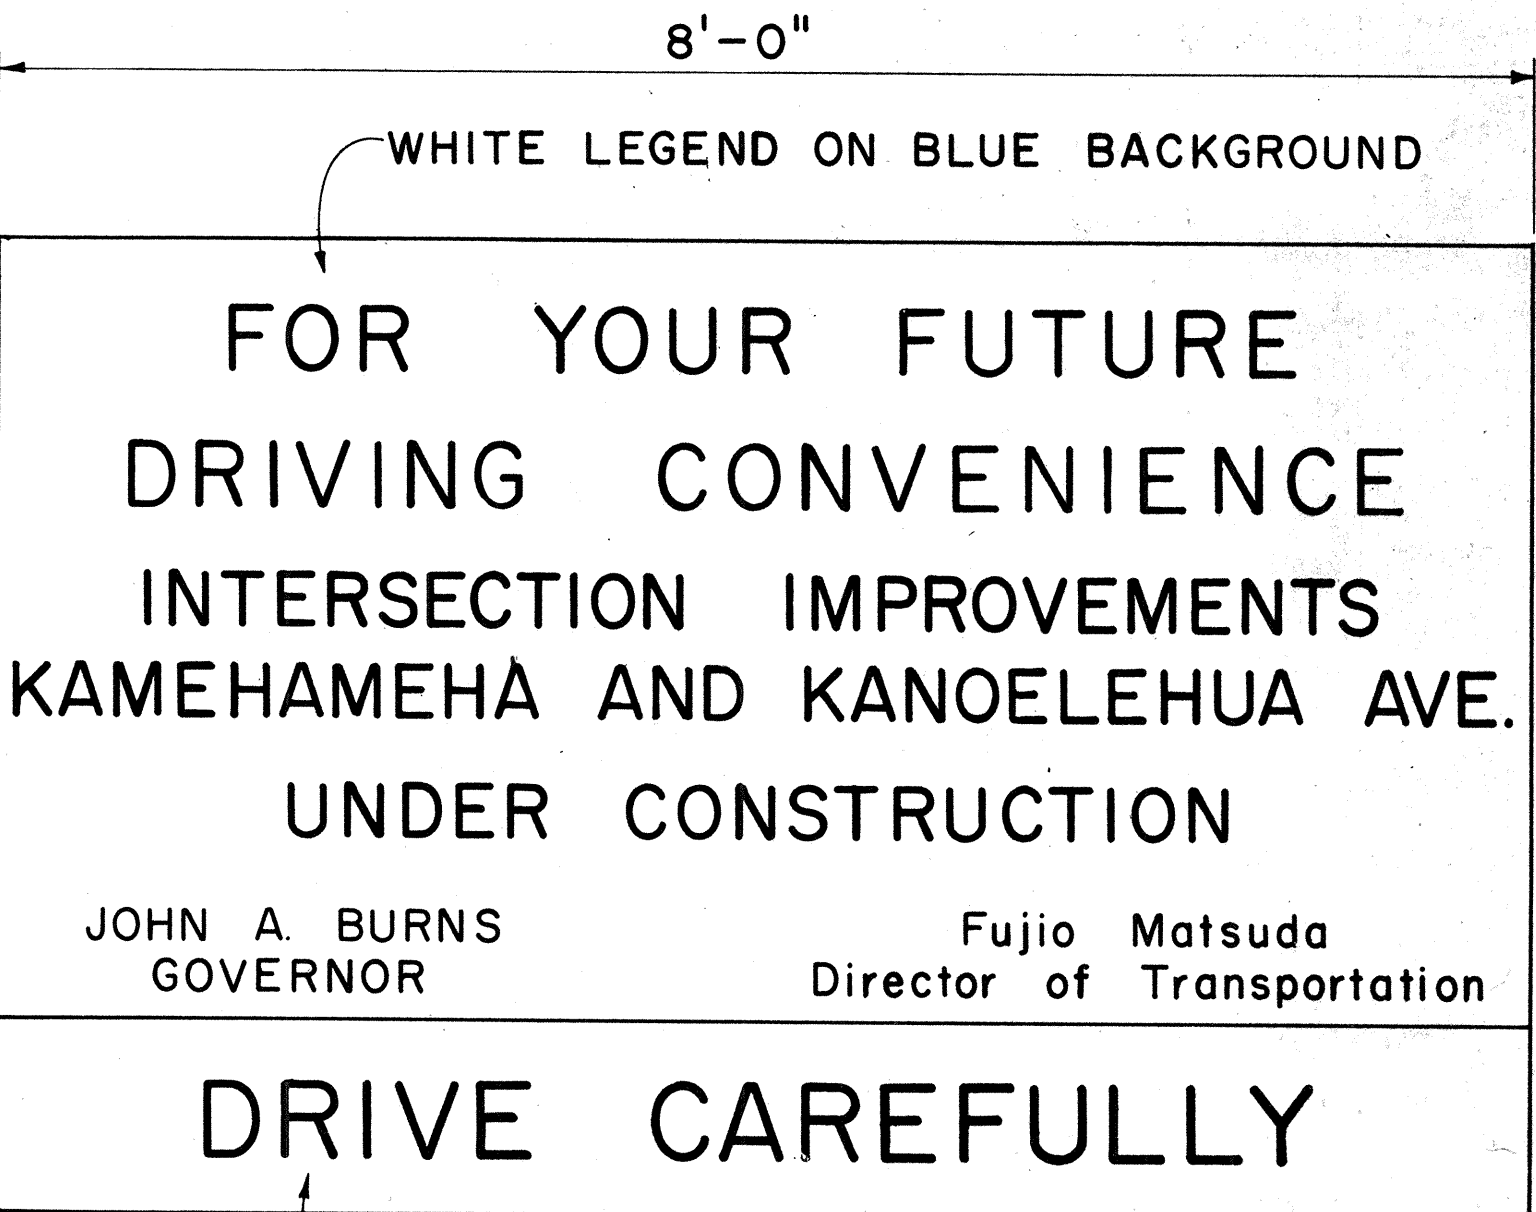 8'-0"
WHITE LEGEND ON BLUE BACKGROUND
FOR YOUR FUTURE
DRIVING CONVENIENCE
INTERSECTION IMPROVEMENTS
KAMEHAMEHA AND KANOELEHUA AVE.
UNDER CONSTRUCTION
JOHN A. BURNS
GOVERNOR
Fujio Matsuda
Director of Transportation
DRIVE CAREFULLY